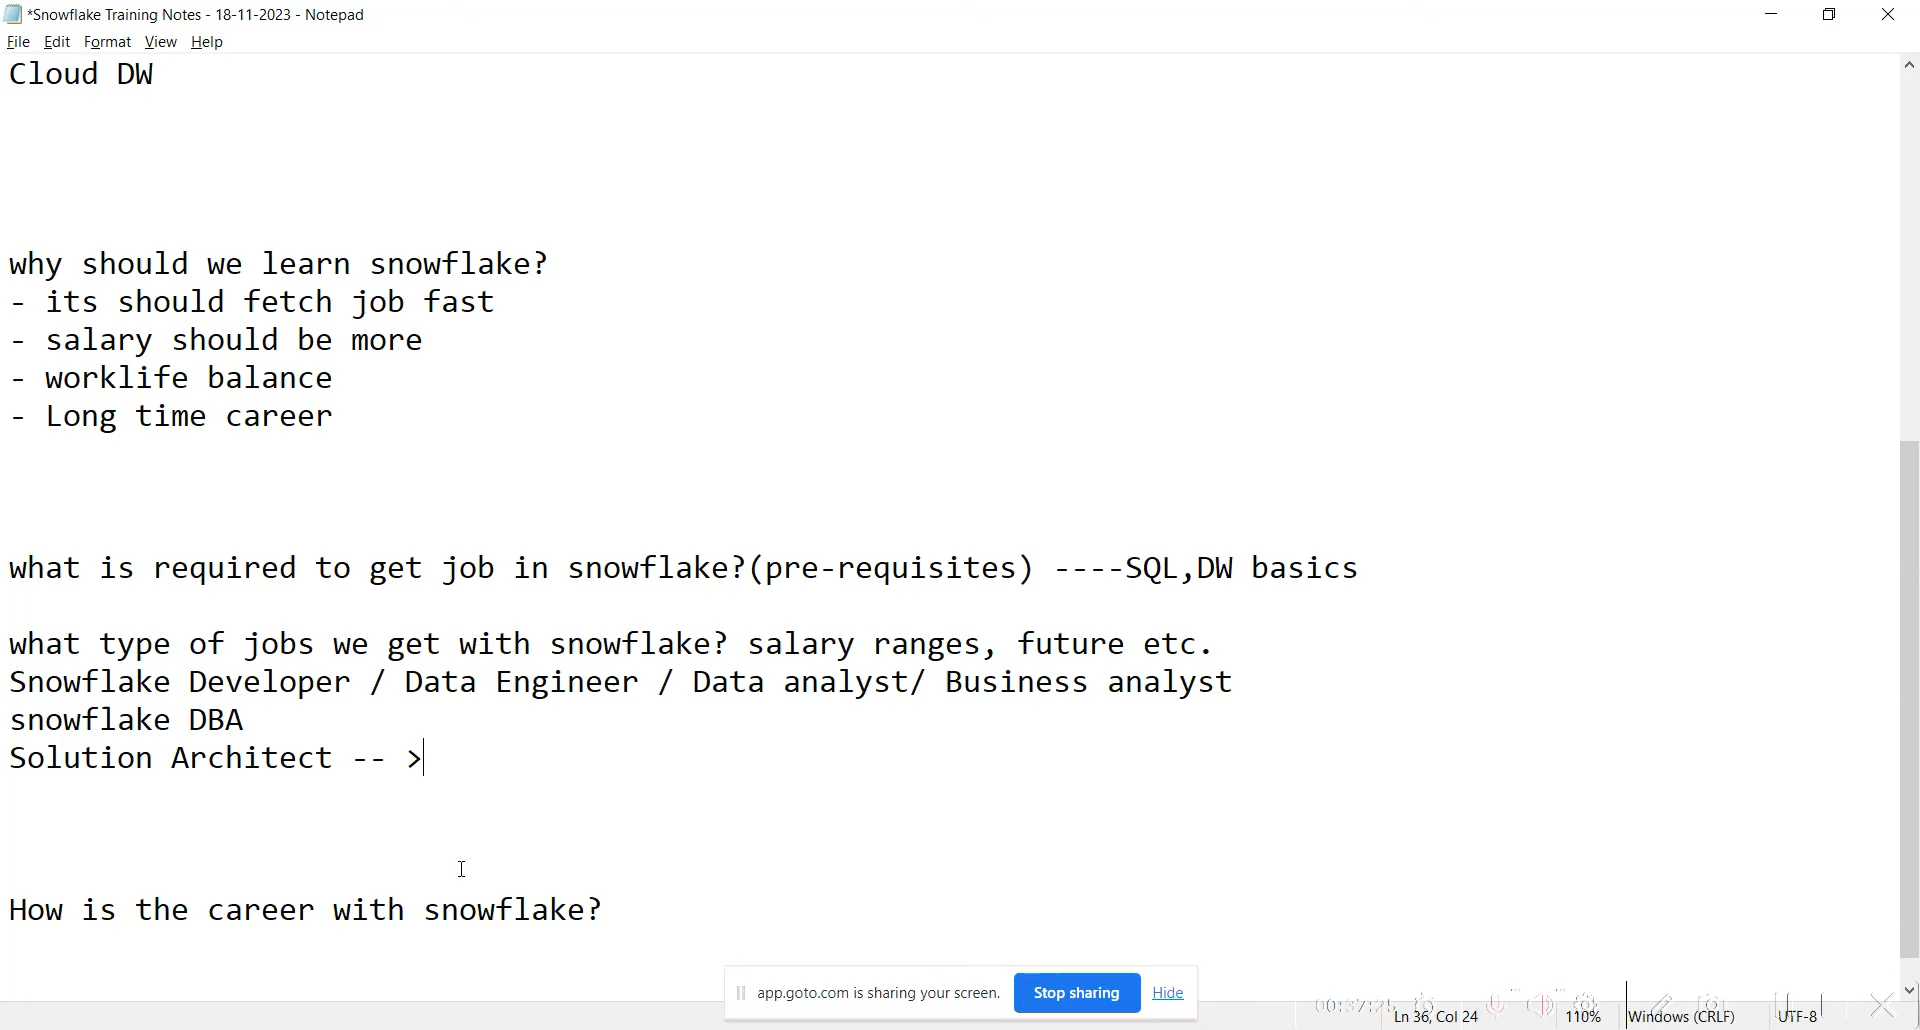 *Snowflake Training Notes - 18-11-2023 - Notepad
File Edit Format View Help
Cloud DW
why should we learn snowflake?
- its should fetch job fast
- salary should be more
- worklife balance
- Long time career
what is required to get job in snowflake?(pre-requisites) ----SQL,DW basics
what type of jobs we get with snowflake? salary ranges, future etc.
Snowflake Developer / Data Engineer / Data analyst/ Business analyst
snowflake DBA
Solution Architect -- >
How is the career with snowflake?
app.goto.com is sharing your screen. Stop sharing Hide
Ln 36, Col 24 110% Windows (CRLF) UTF-8